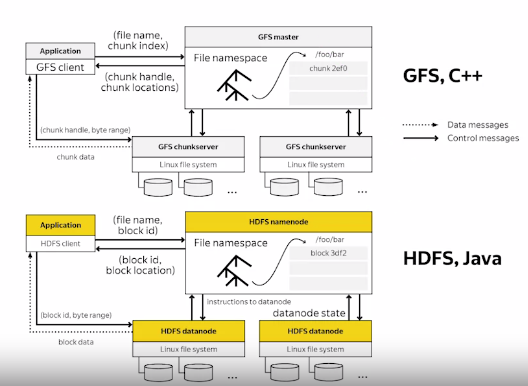 Application
GFS client
(file name,
chunk index)
(chunk handle,
chunk locations)
GFS master
File namespace
/foo/bar
chunk 2ef0
GFS, C++
Data messages
Control messages
(chunk handle, byte range)
chunk data
GFS chunkserver
Linux file system
...
GFS chunkserver
Linux file system
...
Application
HDFS client
(file name,
block id)
(block id,
block location)
HDFS namenode
File namespace
/foo/bar
block 3df2
HDFS, Java
instructions to datanode
datanode state
(block id, byte range)
block data
HDFS datanode
Linux file system
...
HDFS datanode
Linux file system
...